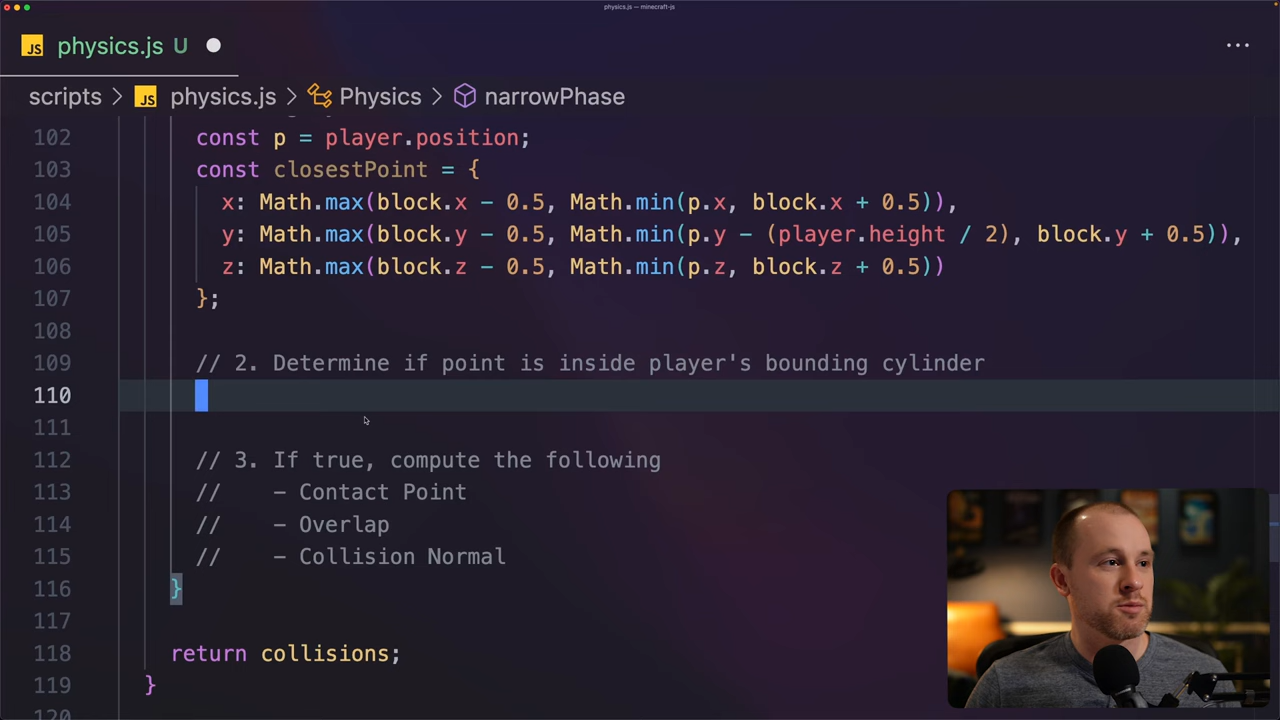 physics.js — minecraft-js
JS physics.js U
scripts > JS physics.js > Physics > narrowPhase
102 const p = player.position;
103 const closestPoint = {
104 x: Math.max(block.x - 0.5, Math.min(p.x, block.x + 0.5)),
105 y: Math.max(block.y - 0.5, Math.min(p.y - (player.height / 2), block.y + 0.5)),
106 z: Math.max(block.z - 0.5, Math.min(p.z, block.z + 0.5))
107 };
108
109 // 2. Determine if point is inside player's bounding cylinder
110
111
112 // 3. If true, compute the following
113 // - Contact Point
114 // - Overlap
115 // - Collision Normal
116 }
117
118 return collisions;
119 }
120